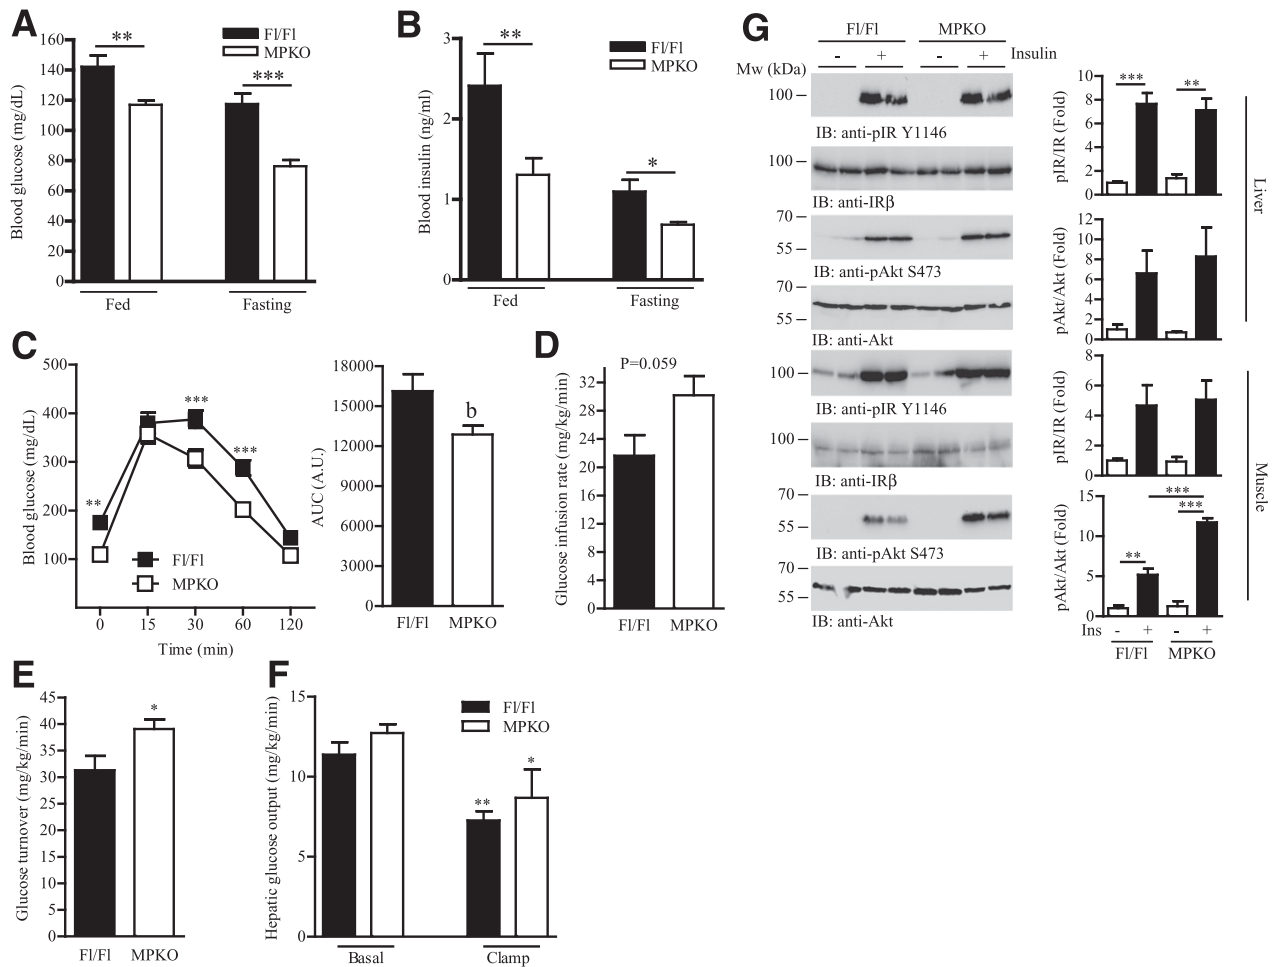 A
Blood glucose (mg/dL)
160
140
120
100
80
60
40
20
0
**
***
Fl/Fl
MPKO
Fed
Fasting
B
Blood insulin (ng/ml)
3
2
1
0
**
*
Fl/Fl
MPKO
Fed
Fasting
C
Blood glucose (mg/dL)
500
400
300
200
100
**
***
***
Fl/Fl
MPKO
0 15 30 60 120
Time (min)
AUC (A.U.)
18000
15000
12000
9000
6000
3000
0
b
Fl/Fl MPKO
D
Glucose infusion rate (mg/kg/min)
P=0.059
32
28
24
20
16
12
8
4
0
Fl/Fl MPKO
E
Glucose turnover (mg/kg/min)
45
40
35
30
25
20
15
10
5
0
*
Fl/Fl MPKO
F
Hepatic glucose output (mg/kg/min)
15
10
5
0
**
*
Fl/Fl
MPKO
Basal
Clamp
G
Fl/Fl MPKO
- + - + Insulin
Mw (kDa)
100
IB: anti-pIR Y1146
100
IB: anti-IRβ
70
55
IB: anti-pAkt S473
70
55
IB: anti-Akt
100
IB: anti-pIR Y1146
100
IB: anti-IRβ
70
55
IB: anti-pAkt S473
70
55
IB: anti-Akt
pIR/IR (Fold)
10
8
6
4
2
0
***
**
pAkt/Akt (Fold)
12
10
8
6
4
2
0
Liver
pIR/IR (Fold)
8
6
4
2
0
pAkt/Akt (Fold)
15
10
5
0
**
***
***
Muscle
Ins - + - +
Fl/Fl MPKO